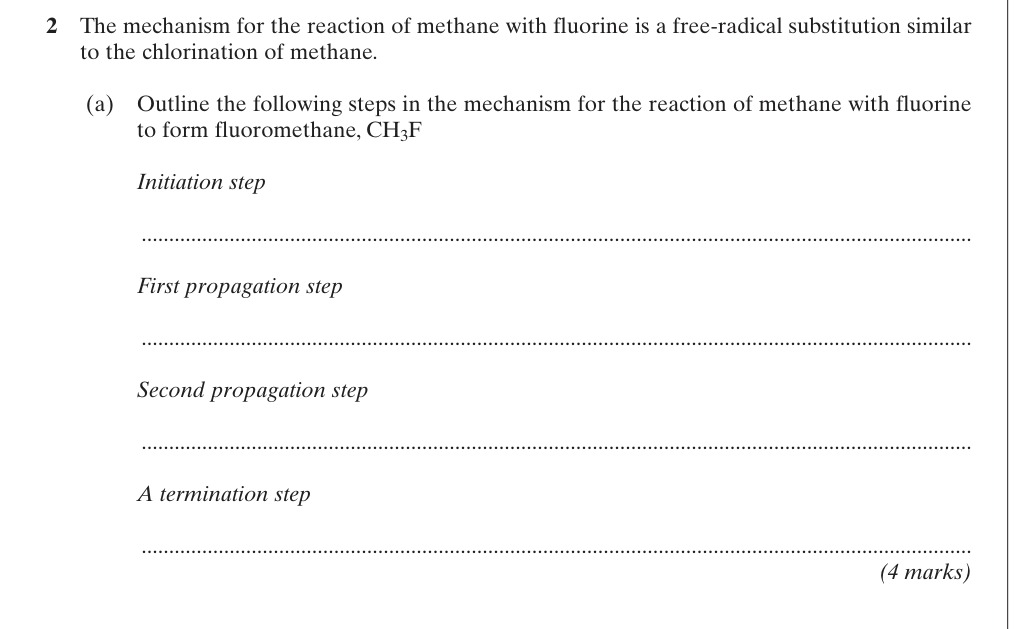 2 The mechanism for the reaction of methane with fluorine is a free-radical substitution similar
to the chlorination of methane.
(a) Outline the following steps in the mechanism for the reaction of methane with fluorine
to form fluoromethane, CH₃F
Initiation step
First propagation step
Second propagation step
A termination step
(4 marks)